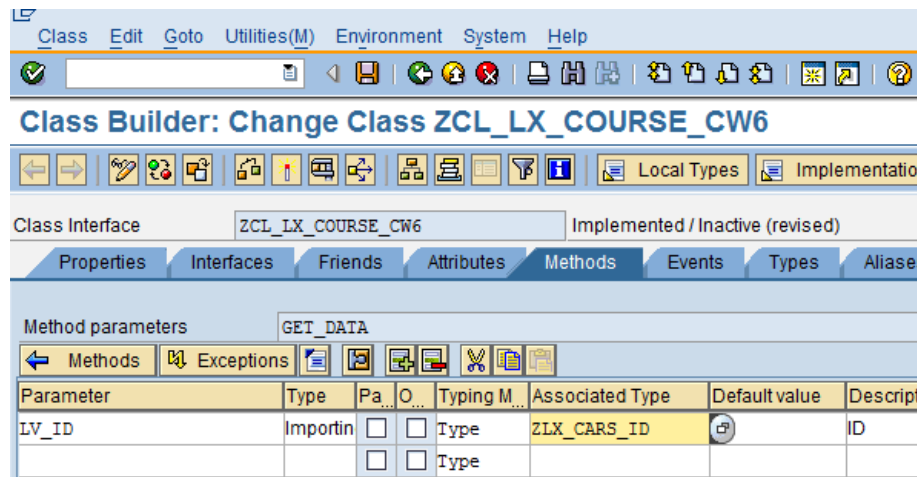 Class Edit Goto Utilities(M) Environment System Help
Class Builder: Change Class ZCL_LX_COURSE_CW6
Local Types Implementatio
Class Interface ZCL_LX_COURSE_CW6 Implemented / Inactive (revised)
Properties Interfaces Friends Attributes Methods Events Types Aliase
Method parameters GET_DATA
Methods Exceptions
Parameter Type Pa... O... Typing M... Associated Type Default value Descript
LV_ID Importin Type ZLX_CARS_ID ID
Type